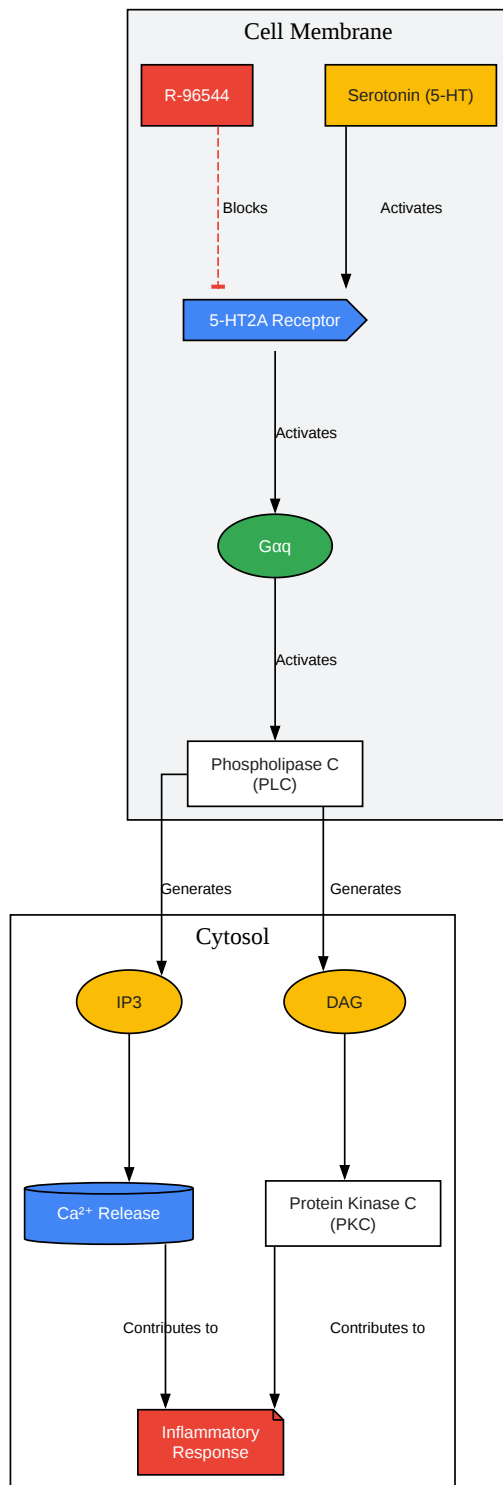 Cell Membrane
R-96544
Serotonin (5-HT)
Blocks
Activates
5-HT2A Receptor
Activates
Gαq
Activates
Phospholipase C
(PLC)
Generates
Generates
Cytosol
IP3
DAG
Ca²⁺ Release
Protein Kinase C
(PKC)
Contributes to
Contributes to
Inflammatory
Response